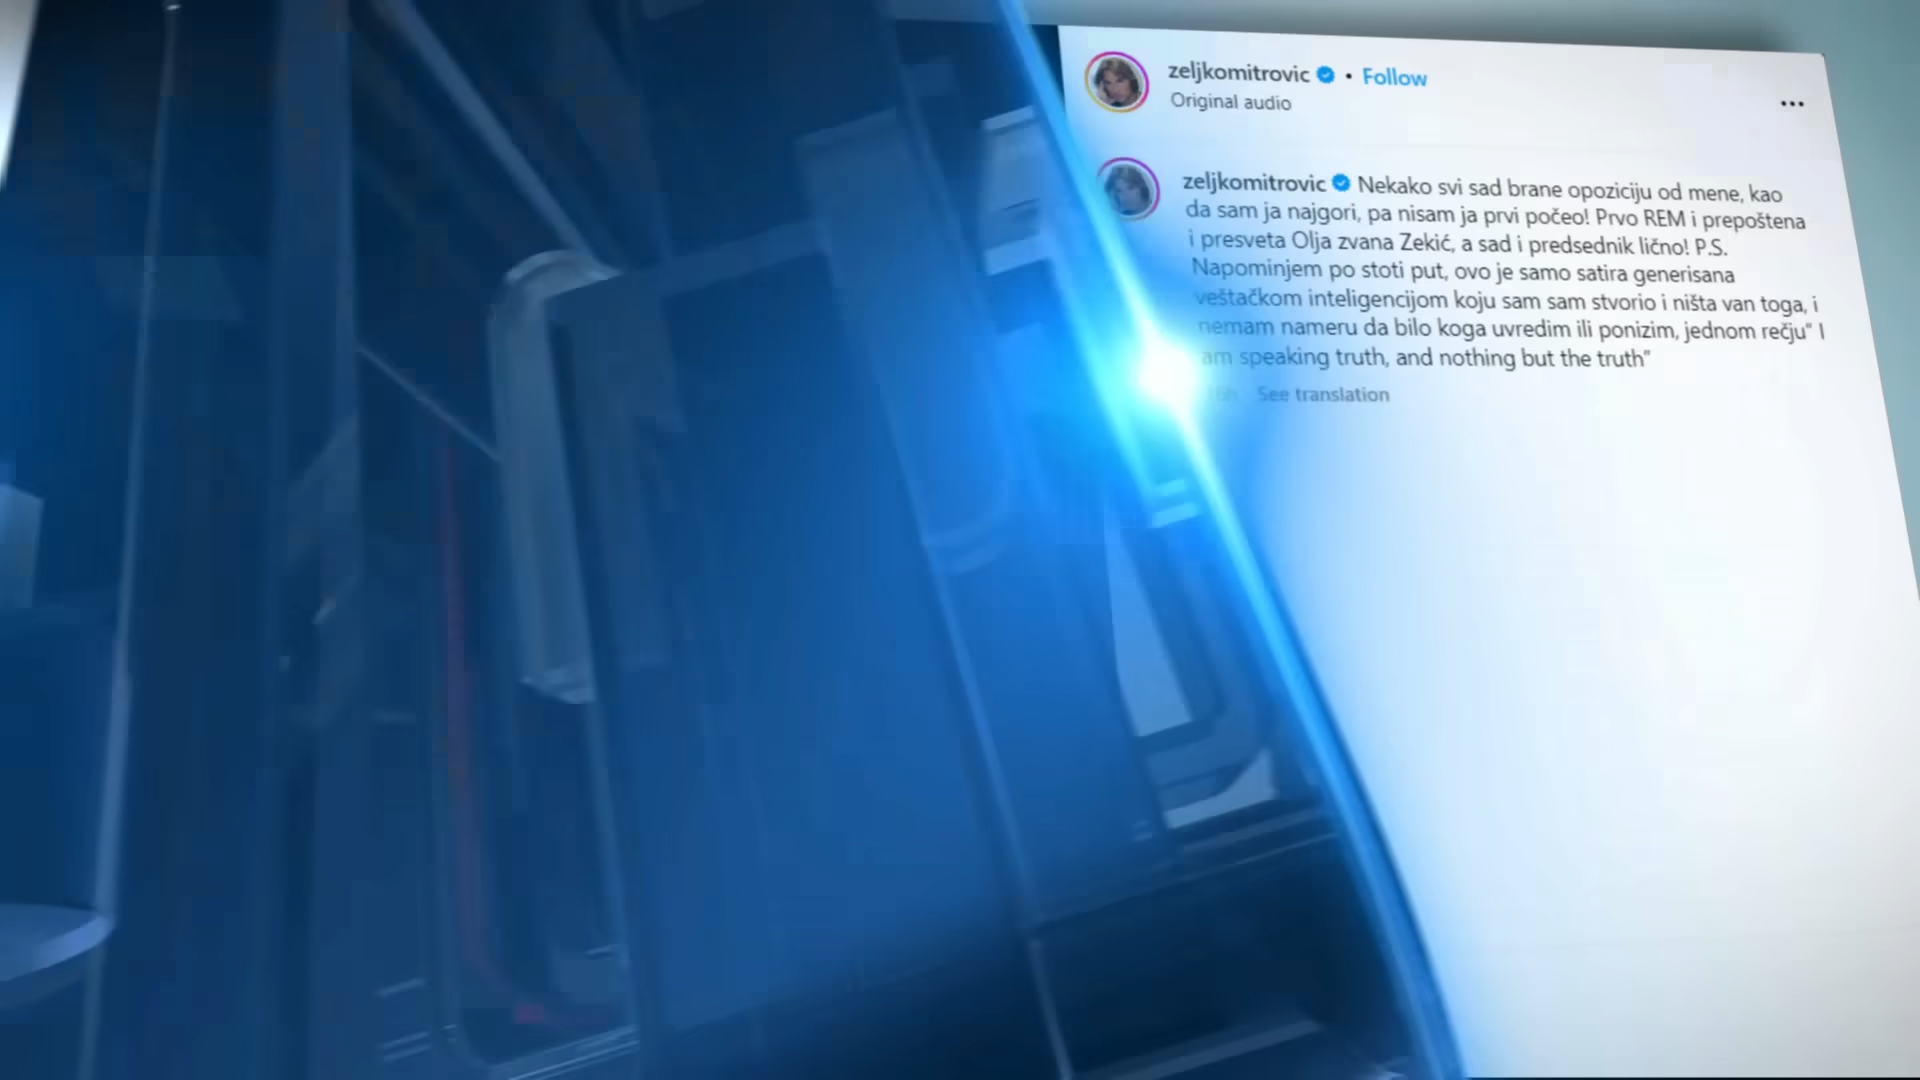 zeljkomitrovic • Follow
Original audio
zeljkomitrovic Nekako svi sad brane opoziciju od mene, kao
da sam ja najgori, pa nisam ja prvi počeo! Prvo REM i prepoštena
i presveta Olja zvana Zekić, a sad i predsednik lično! P.S.
Napominjem po stoti put, ovo je samo satira generisana
veštačkom inteligencijom koju sam sam stvorio i ništa van toga, i
nemam nameru da bilo koga uvredim ili ponizim, jednom rečju" I
am speaking truth, and nothing but the truth"
See translation